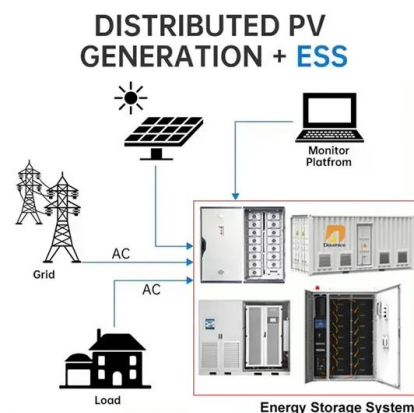 DISTRIBUTED PV
GENERATION + ESS
Monitor
Platfrom
Grid
AC
AC
Load
Energy Storage System